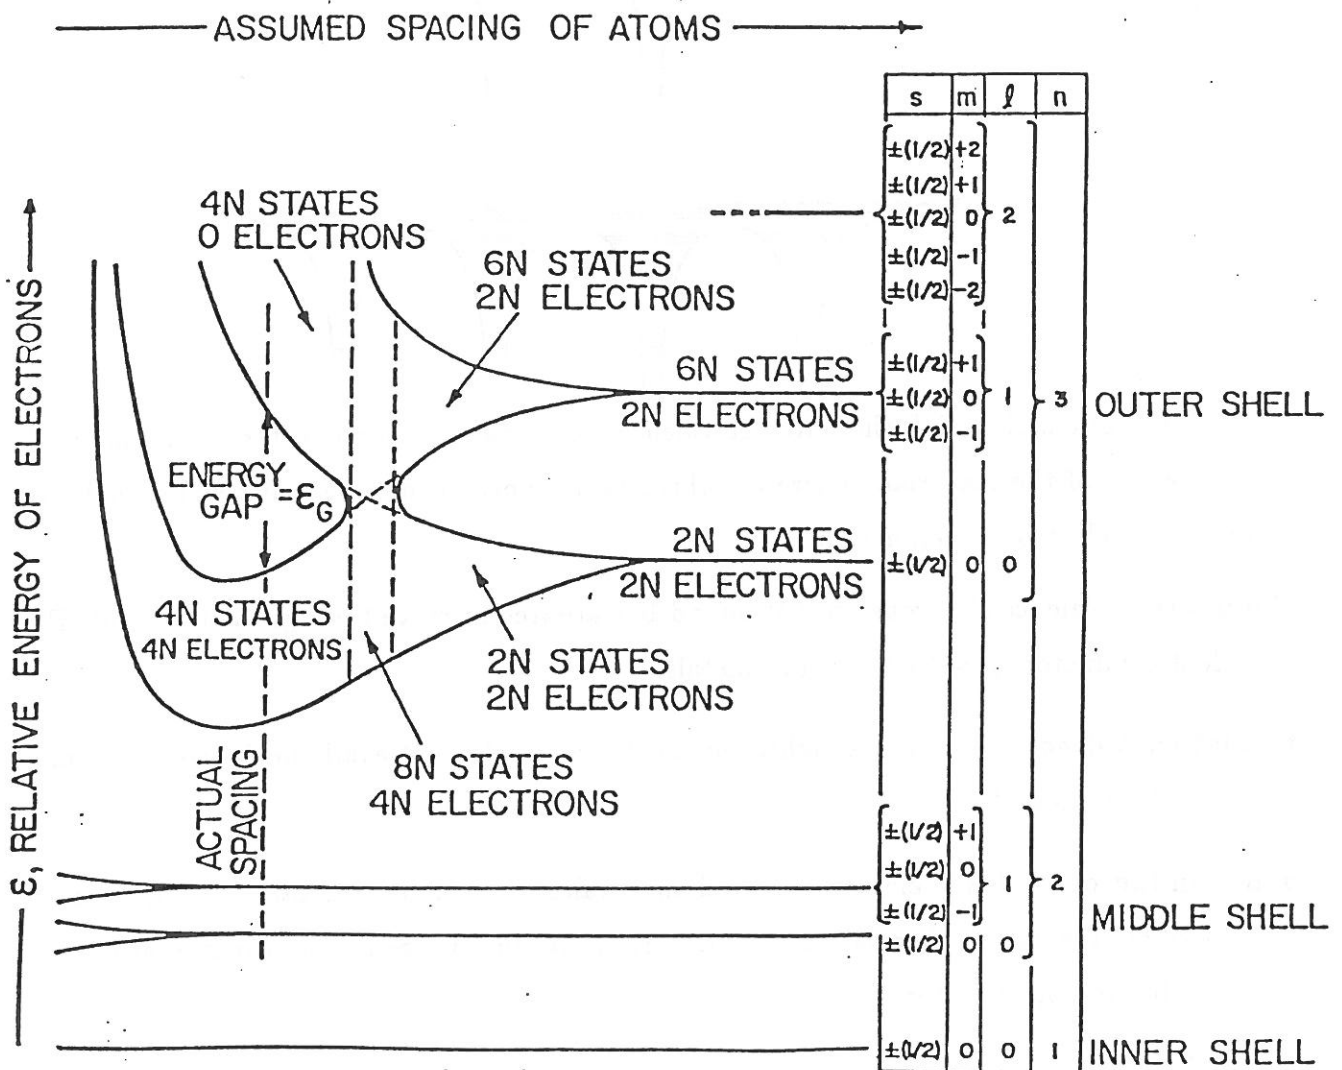 ASSUMED SPACING OF ATOMS
s m ℓ n
±(1/2) +2
±(1/2) +1
±(1/2) 0 2
±(1/2) -1
±(1/2) -2
4N STATES
0 ELECTRONS
6N STATES
2N ELECTRONS
6N STATES
2N ELECTRONS
±(1/2) +1
±(1/2) 0 1 3
±(1/2) -1
OUTER SHELL
ENERGY
GAP = ε_G
2N STATES
2N ELECTRONS
±(1/2) 0 0
4N STATES
4N ELECTRONS
2N STATES
2N ELECTRONS
8N STATES
4N ELECTRONS
ACTUAL
SPACING
ε, RELATIVE ENERGY OF ELECTRONS
±(1/2) +1
±(1/2) 0 1 2
±(1/2) -1
±(1/2) 0 0
MIDDLE SHELL
±(1/2) 0 0 1
INNER SHELL